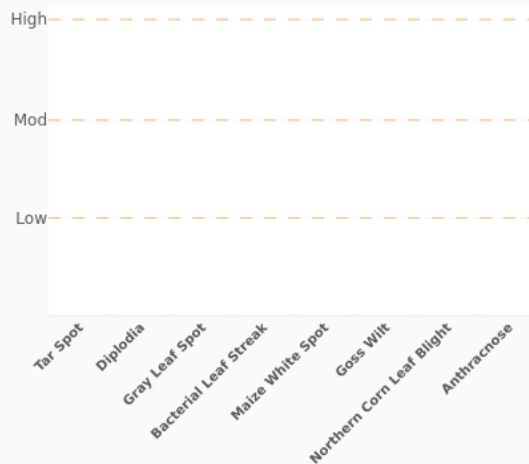 High
Mod
Low
Tar Spot
Diplodia
Gray Leaf Spot
Bacterial Leaf Streak
Maize White Spot
Goss Wilt
Northern Corn Leaf Blight
Anthracnose